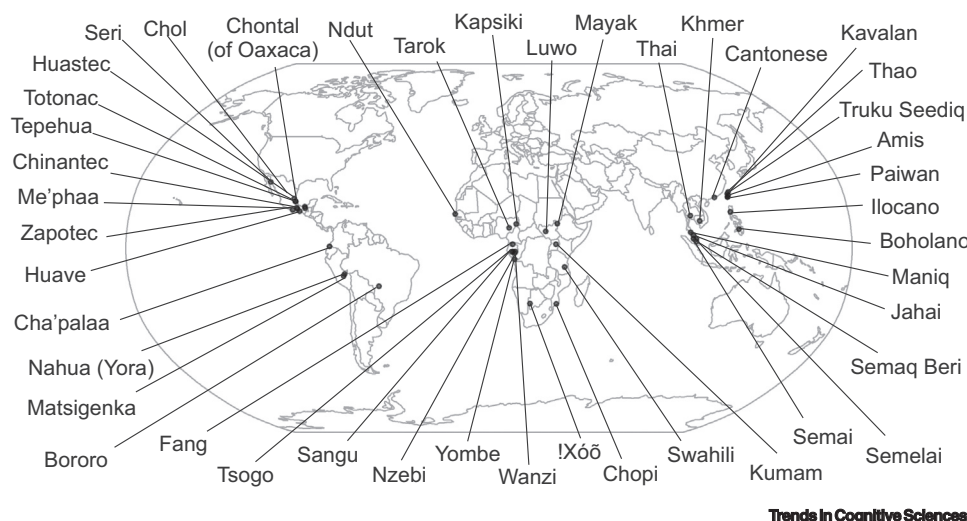 Seri
Chol
Chontal
(of Oaxaca)
Ndut
Tarok
Kapsiki
Luwo
Mayak
Thai
Khmer
Cantonese
Kavalan
Thao
Truku Seediq
Amis
Paiwan
Ilocano
Boholano
Maniq
Jahai
Semaq Beri
Semai
Semelai
Huastec
Totonac
Tepehua
Chinantec
Me'phaa
Zapotec
Huave
Cha'palaa
Nahua (Yora)
Matsigenka
Bororo
Fang
Tsogo
Sangu
Nzebi
Yombe
Wanzi
!Xóõ
Chopi
Swahili
Kumam
Trends in Cognitive Sciences